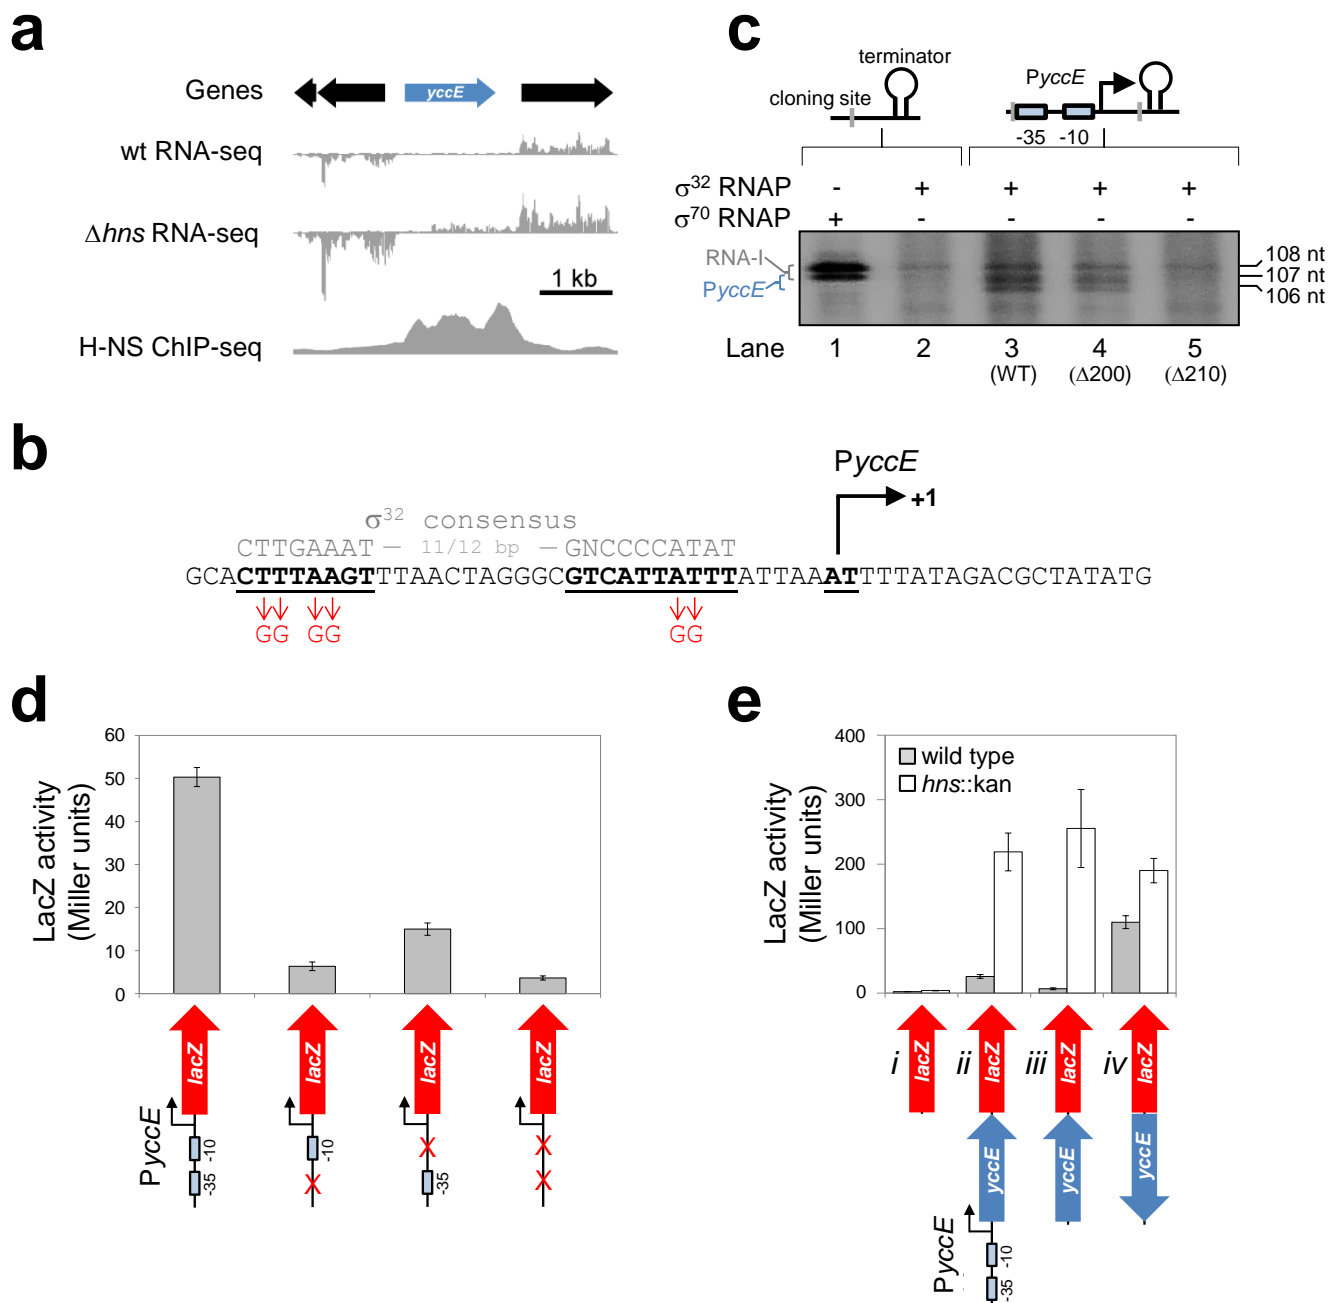 a
Genes
yccE
wt RNA-seq
Δhns RNA-seq
1 kb
H-NS ChIP-seq
c
terminator
cloning site
PyccE
-35 -10
σ32 RNAP - + + + +
σ70 RNAP + - - - -
RNA-I
PyccE
108 nt
107 nt
106 nt
Lane 1 2 3 4 5
(WT) (Δ200) (Δ210)
b
PyccE
+1
σ32 consensus
CTTGAAAT — 11/12 bp — GNCCCCATAT
GCACTTTAAGTTTAACTAGGGCGTCATTATTTATTAAATTTTATAGACGCTATATG
GG GG GG
d
60
50
40
30
20
10
0
LacZ activity
(Miller units)
lacZ lacZ lacZ lacZ
PyccE
-10
-35
-10
-35
e
400
300
200
100
0
LacZ activity
(Miller units)
wild type
hns::kan
i ii iii iv
lacZ lacZ lacZ lacZ
yccE yccE yccE
PyccE
-10
-35